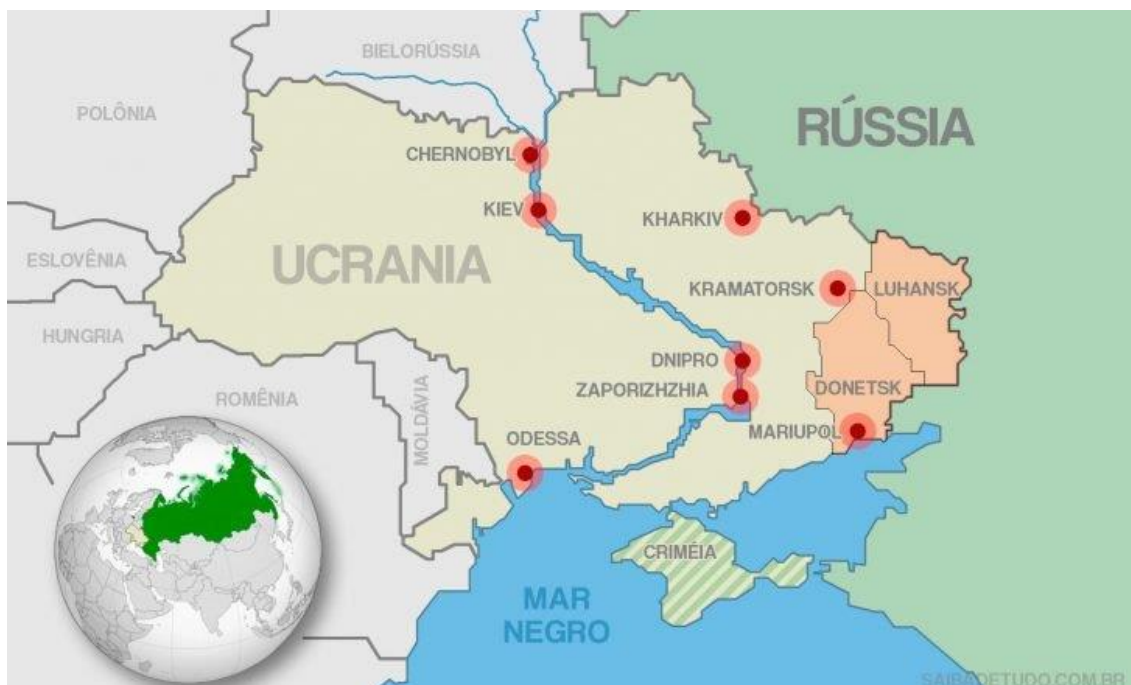 BIELORÚSSIA
POLÔNIA
RÚSSIA
CHERNOBYL
KIEV
KHARKIV
UCRANIA
ESLOVÊNIA
KRAMATORSK
LUHANSK
HUNGRIA
DNIPRO
ZAPORIZHZHIA
DONETSK
ROMÊNIA
MOLDÁVIA
ODESSA
MARIUPOL
CRIMÉIA
MAR
NEGRO
SAIBADETUDO.COM.BR